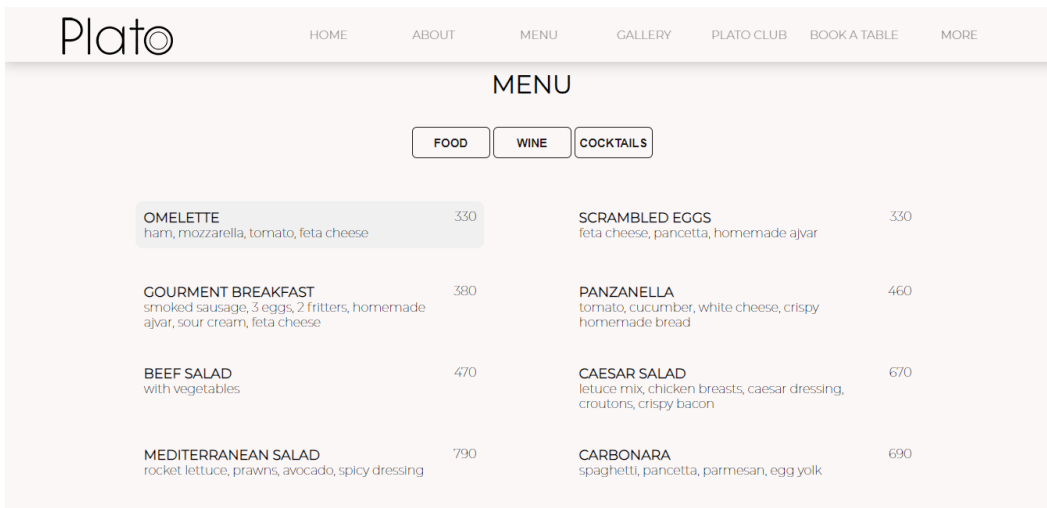 Plato HOME ABOUT MENU GALLERY PLATO CLUB BOOK A TABLE MORE
MENU
FOOD WINE COCKTAILS
OMELETTE 330
ham, mozzarella, tomato, feta cheese
SCRAMBLED EGGS 330
feta cheese, pancetta, homemade ajvar
GOURMENT BREAKFAST 380
smoked sausage, 3 eggs, 2 fritters, homemade
ajvar, sour cream, feta cheese
PANZANELLA 460
tomato, cucumber, white cheese, crispy
homemade bread
BEEF SALAD 470
with vegetables
CAESAR SALAD 670
letuce mix, chicken breasts, caesar dressing,
croutons, crispy bacon
MEDITERRANEAN SALAD 790
rocket lettuce, prawns, avocado, spicy dressing
CARBONARA 690
spaghetti, pancetta, parmesan, egg yolk